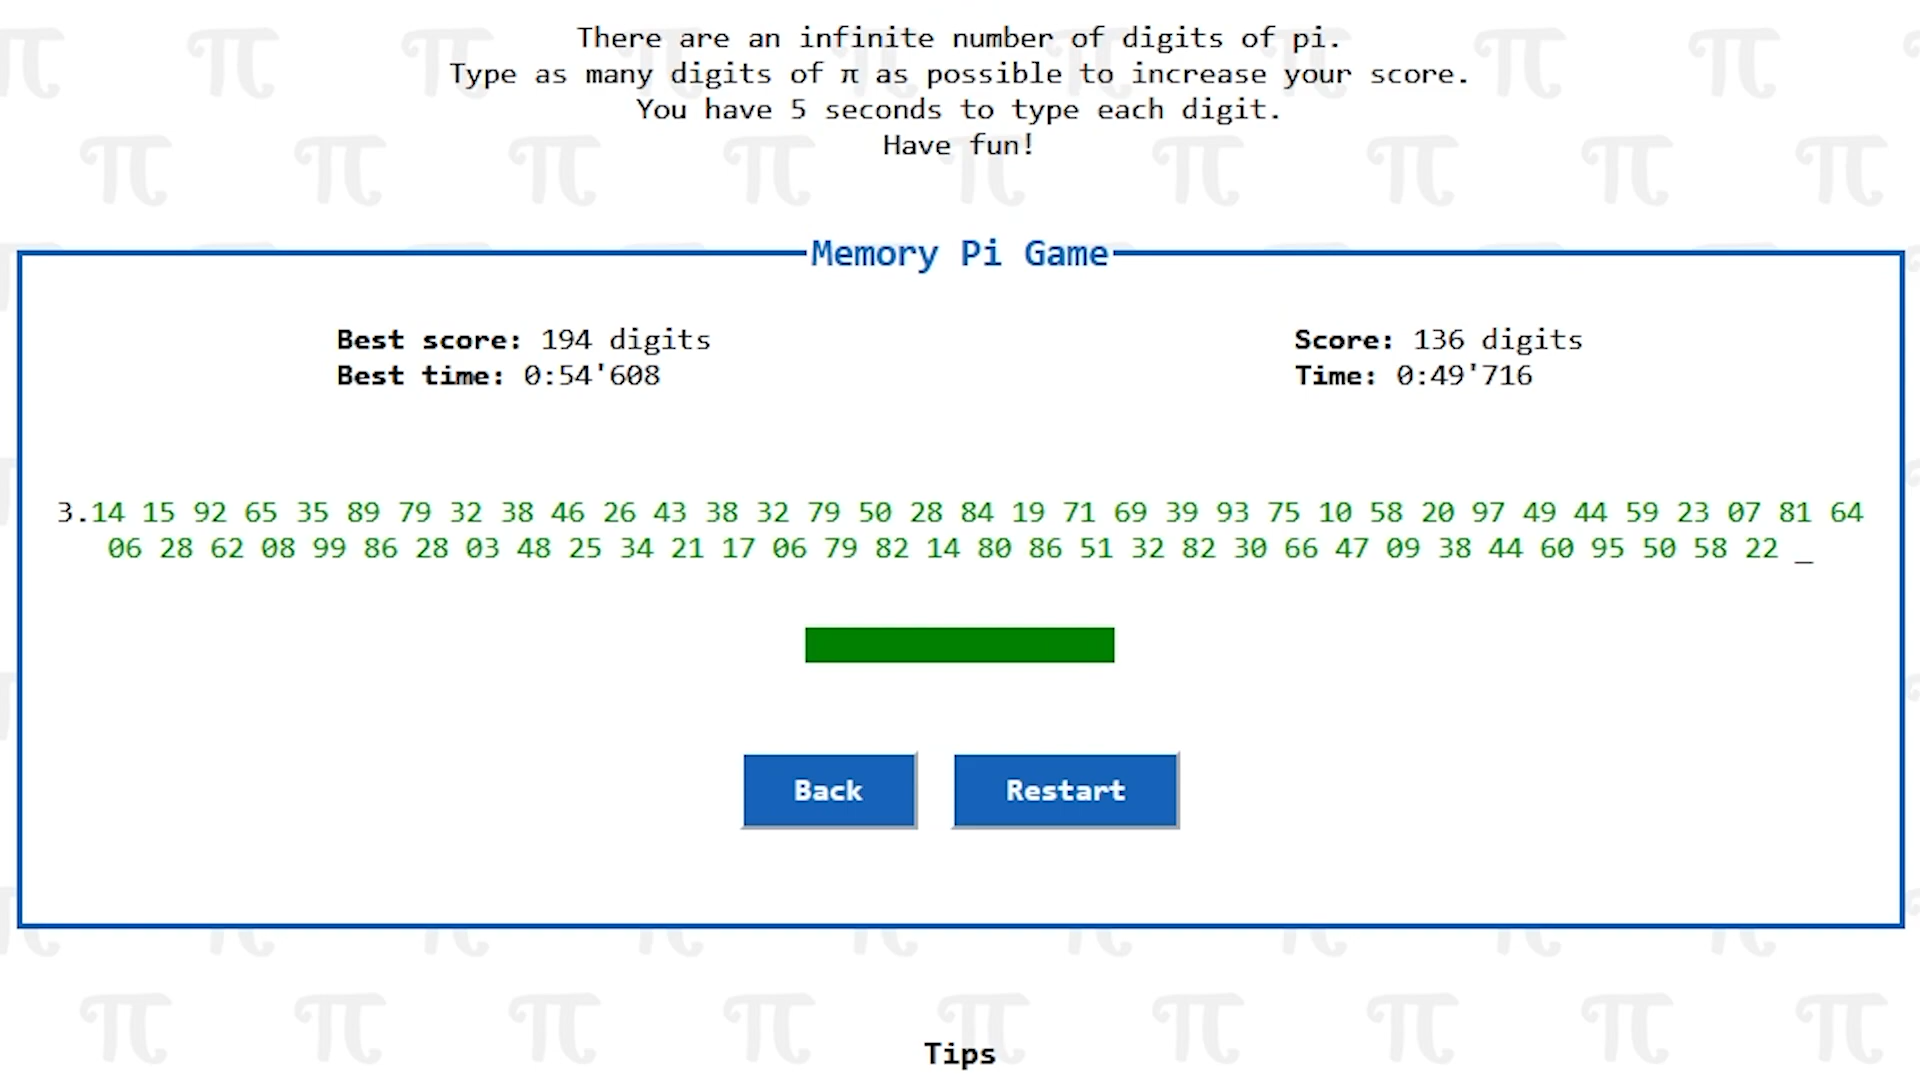 There are an infinite number of digits of pi.
Type as many digits of π as possible to increase your score.
You have 5 seconds to type each digit.
Have fun!
Memory Pi Game
Best score: 194 digits
Best time: 0:54'608
Score: 136 digits
Time: 0:49'716
3.14 15 92 65 35 89 79 32 38 46 26 43 38 32 79 50 28 84 19 71 69 39 93 75 10 58 20 97 49 44 59 23 07 81 64
06 28 62 08 99 86 28 03 48 25 34 21 17 06 79 82 14 80 86 51 32 82 30 66 47 09 38 44 60 95 50 58 22 _
Back
Restart
Tips